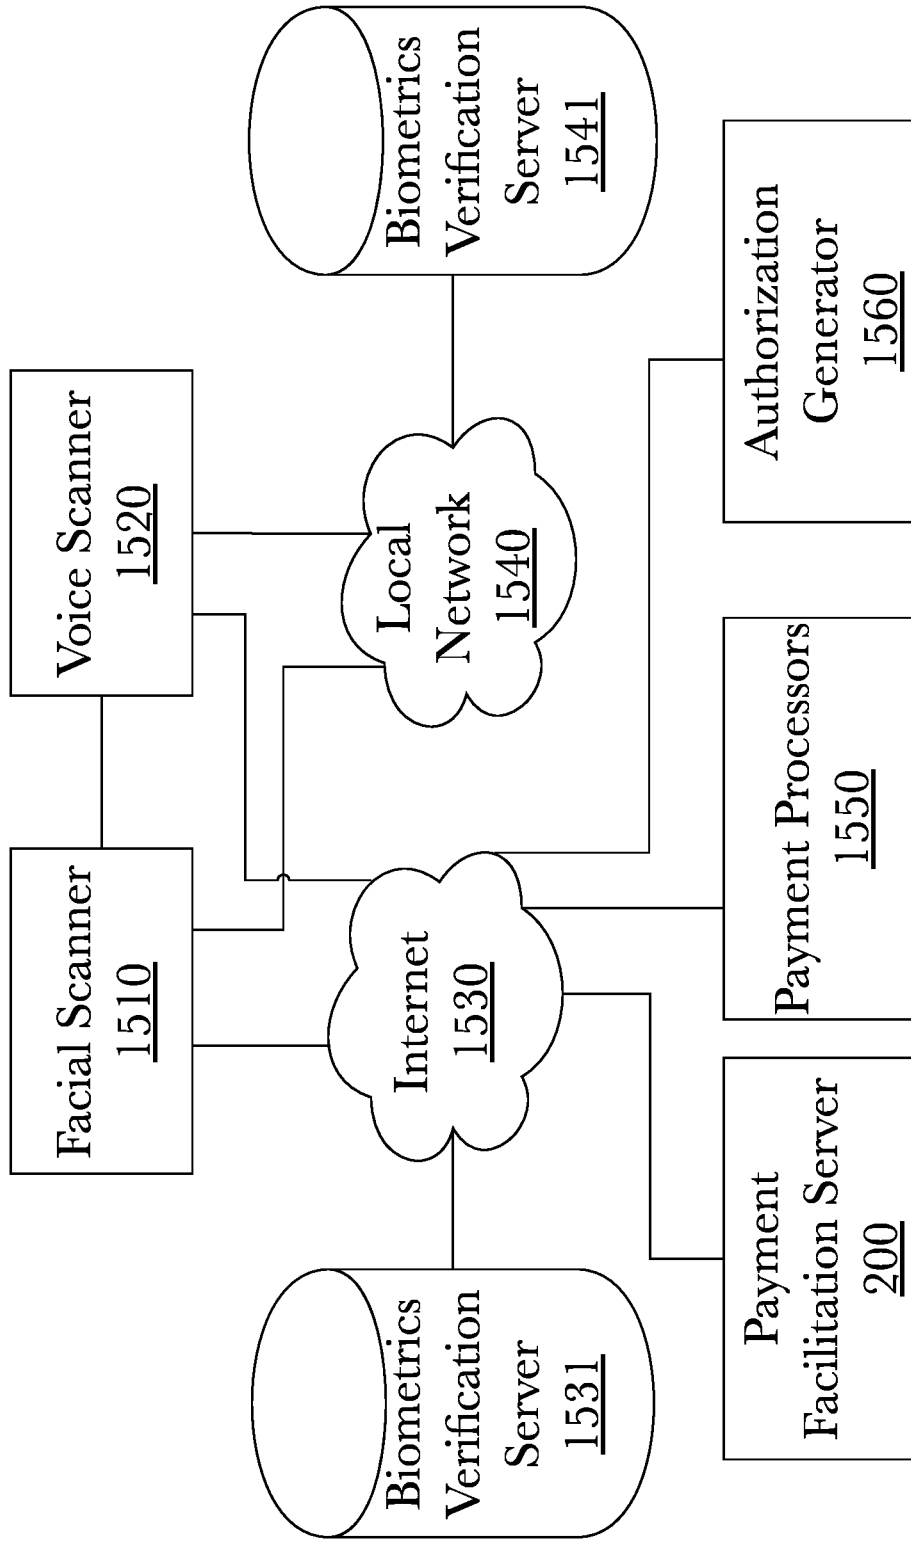 Facial Scanner
1510
Voice Scanner
1520
Biometrics
Verification
Server
1531
Internet
1530
Local
Network
1540
Biometrics
Verification
Server
1541
Payment
Facilitation Server
200
Payment Processors
1550
Authorization
Generator
1560